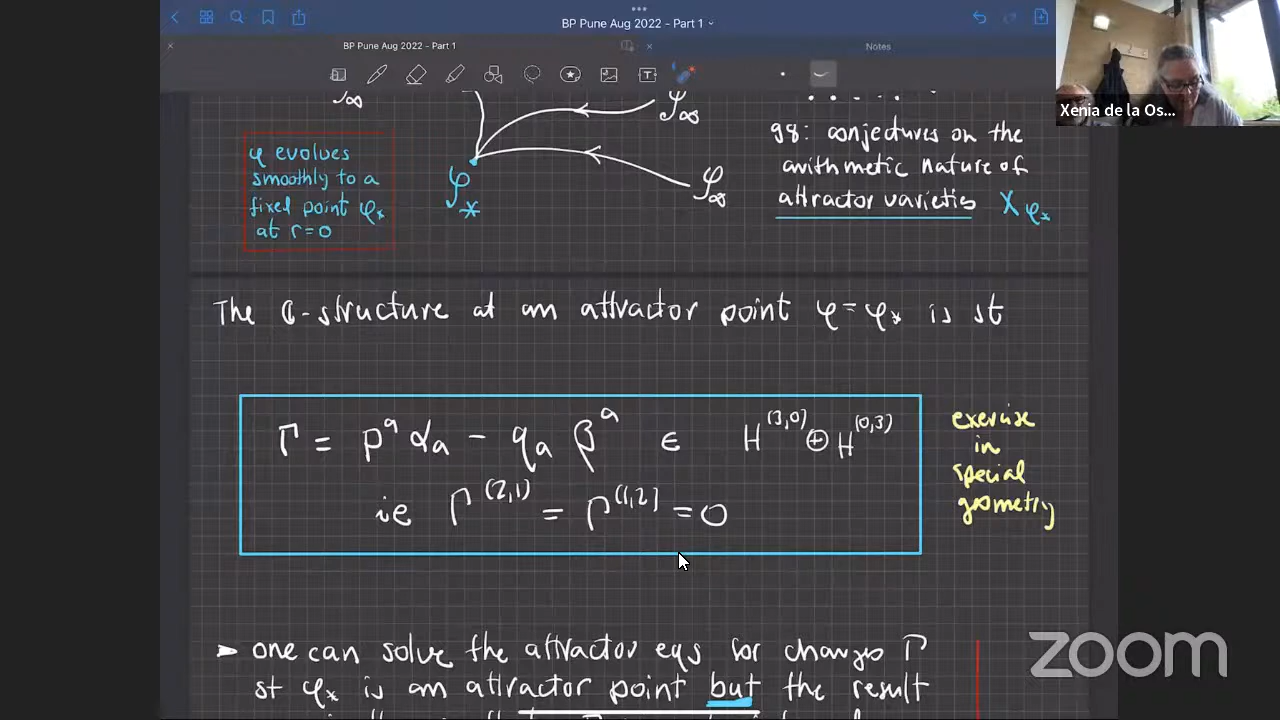 BP Pune Aug 2022 - Part 1
BP Pune Aug 2022 - Part 1
Notes
Xenia de la Os...
φ∞
φ∞
φ∞
φ evolves
smoothly to a
fixed point φ*
at r=0
φ*
98: conjectures on the
arithmetic nature of
attractor varieties X φ*
The ℂ-structure at an attractor point φ=φ* is st
Γ = p^a α_a - q_a β^a ∈ H^(3,0) ⊕ H^(0,3)
ie Γ^(2,1) = Γ^(1,2) = 0
exercise
in
special
geometry
► one can solve the attractor eqs for charges Γ
st φ* is an attractor point but the result
zoom